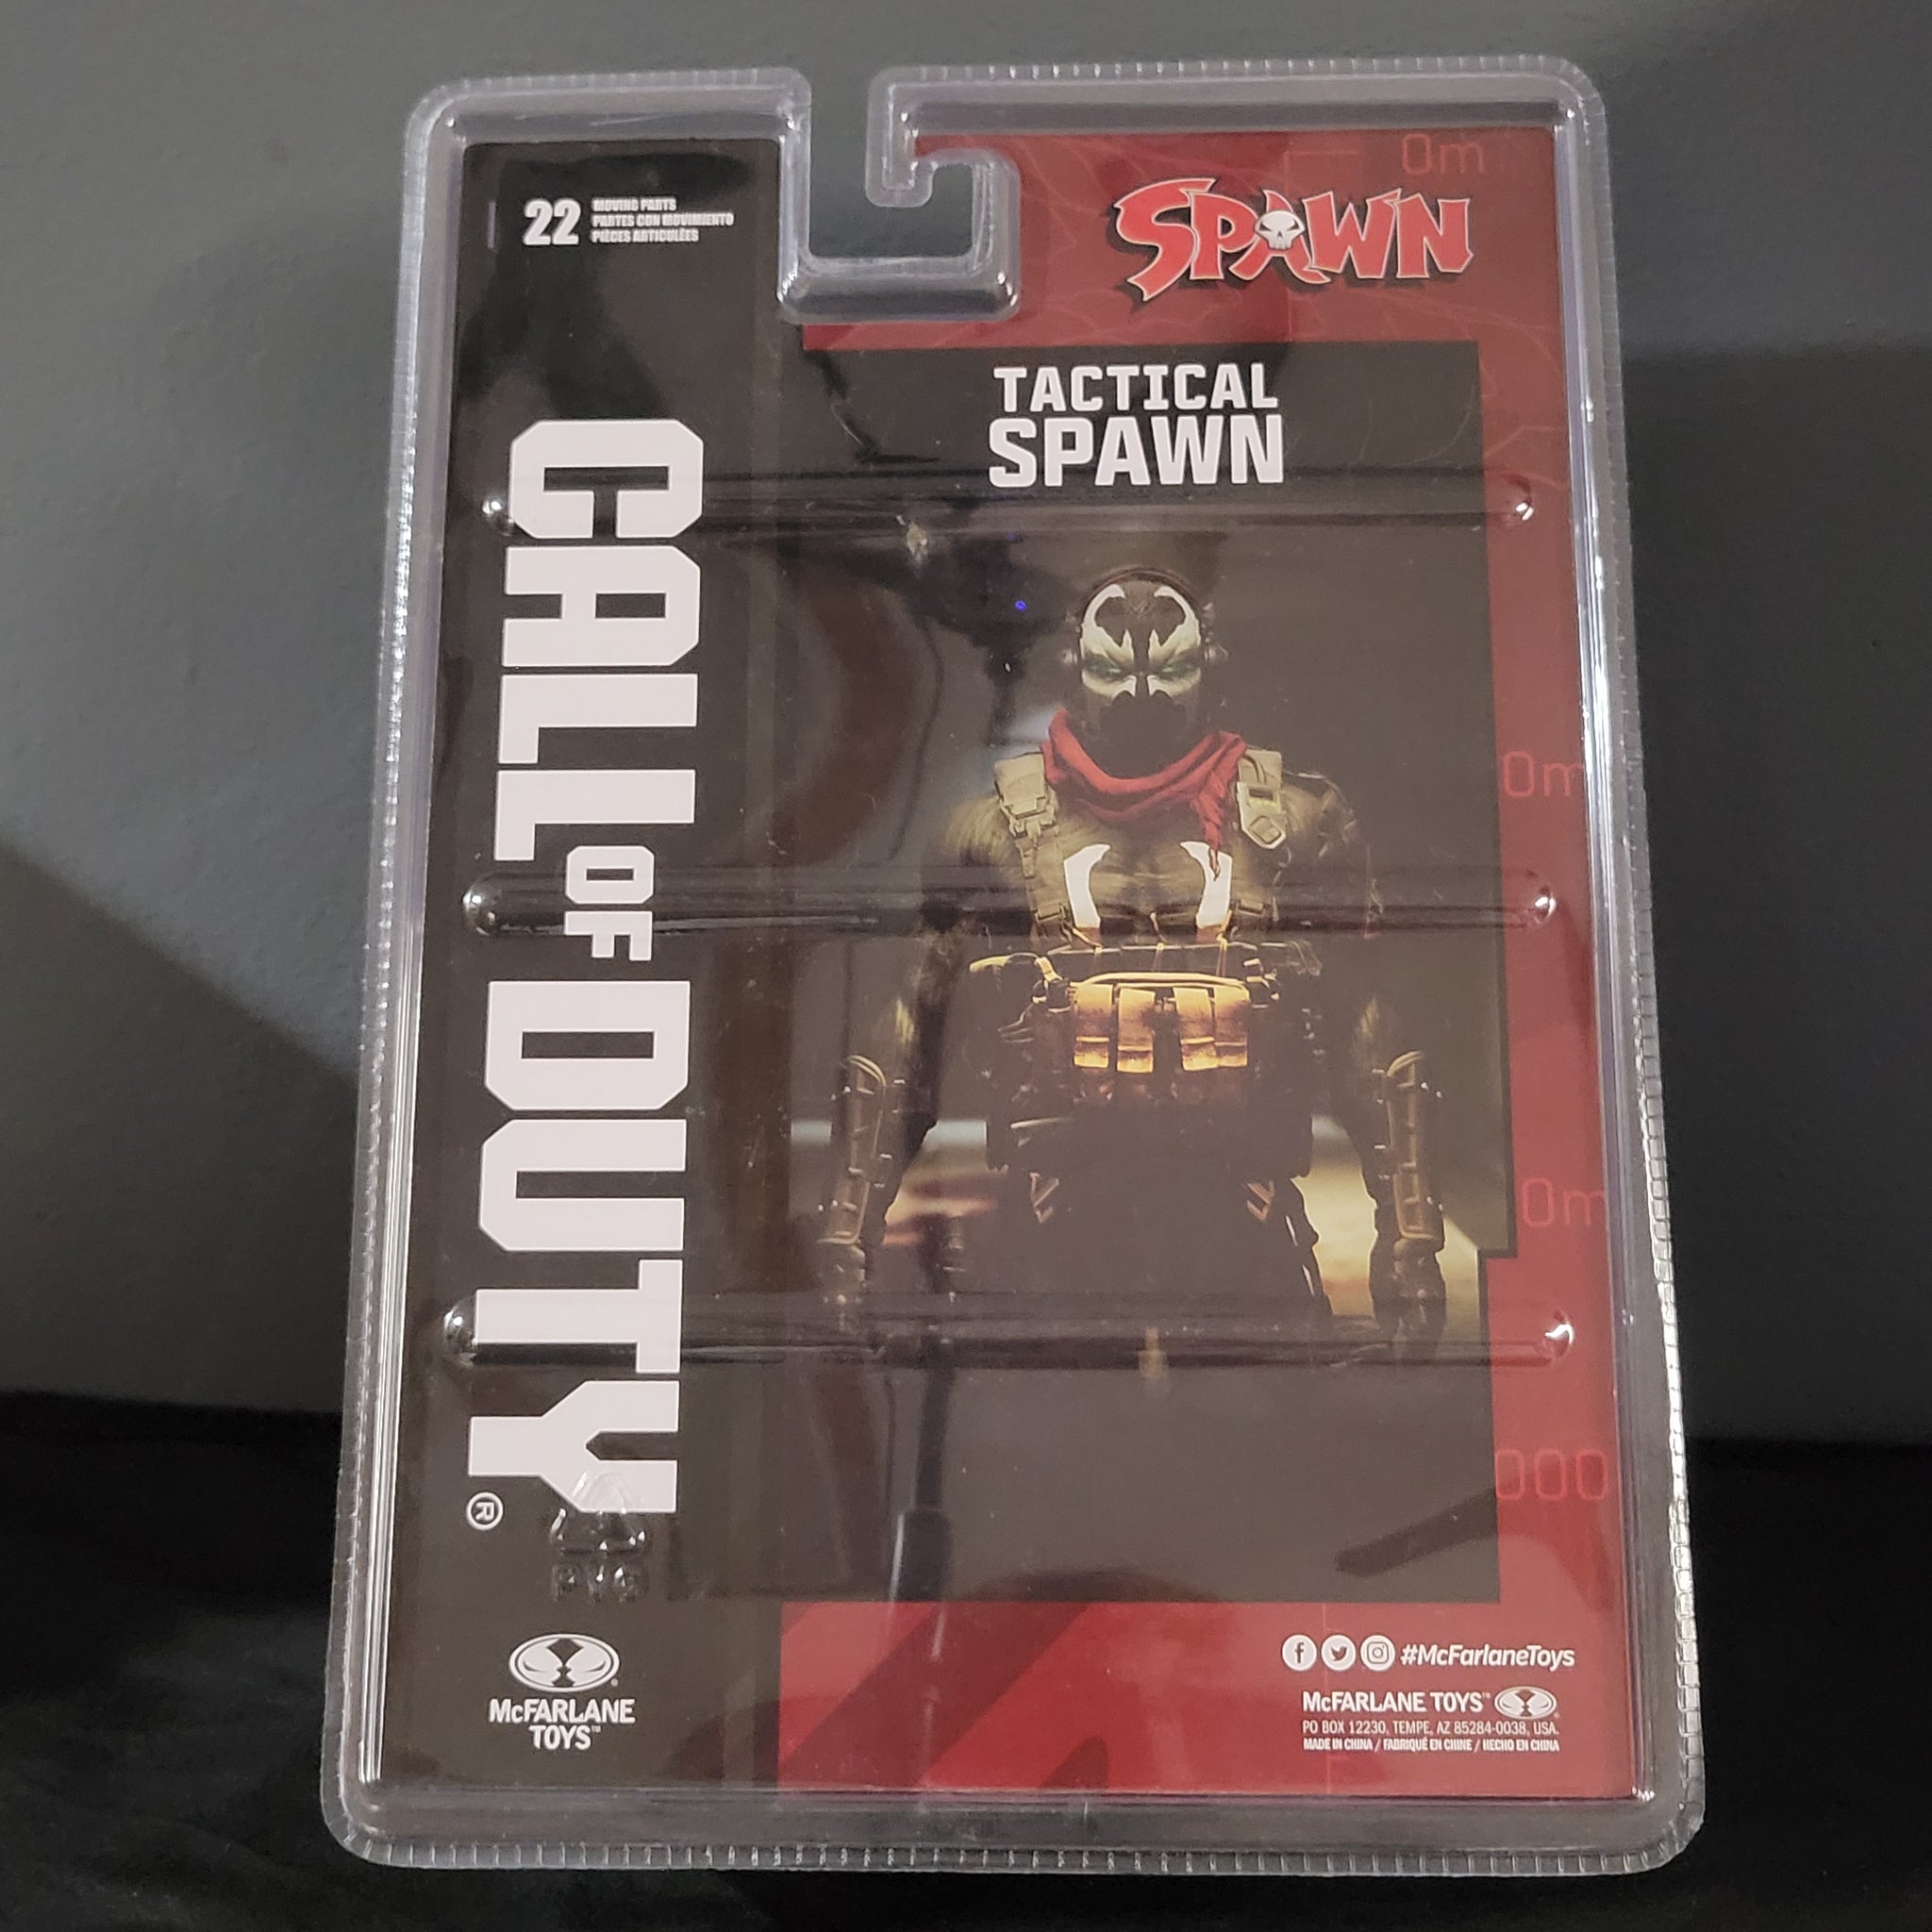 22
MOVING PARTS
PARTES CON MOVIMIENTO
PIÈCES ARTICULÉES
SPAWN
0m
TACTICAL
SPAWN
CALL OF DUTY®
0m
0m
000
McFARLANE
TOYS™
#McFarlaneToys
McFARLANE TOYS™
PO BOX 12230, TEMPE, AZ 85284-0038, USA.
MADE IN CHINA / FABRIQUÉ EN CHINE / HECHO EN CHINA